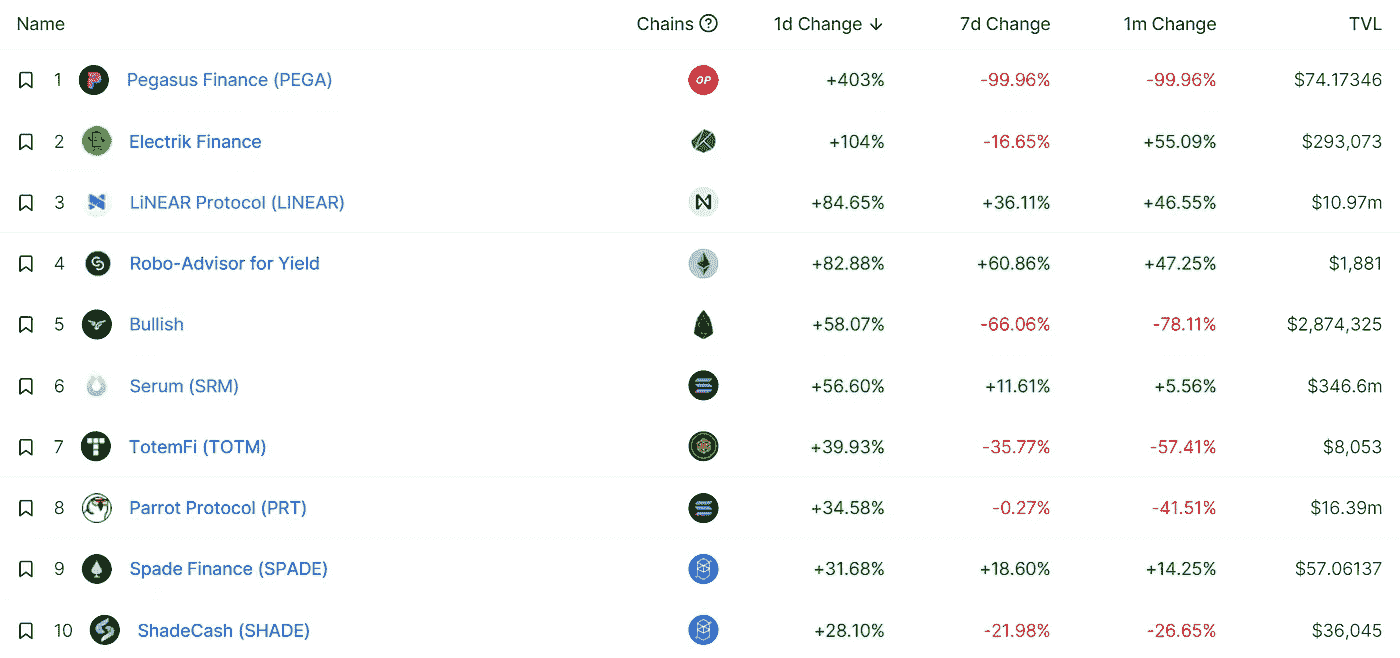 Name Chains ? 1d Change ↓ 7d Change 1m Change TVL
1 Pegasus Finance (PEGA) OP +403% -99.96% -99.96% $74.17346
2 Electrik Finance +104% -16.65% +55.09% $293,073
3 LiNEAR Protocol (LINEAR) +84.65% +36.11% +46.55% $10.97m
4 Robo-Advisor for Yield +82.88% +60.86% +47.25% $1,881
5 Bullish +58.07% -66.06% -78.11% $2,874,325
6 Serum (SRM) +56.60% +11.61% +5.56% $346.6m
7 TotemFi (TOTM) +39.93% -35.77% -57.41% $8,053
8 Parrot Protocol (PRT) +34.58% -0.27% -41.51% $16.39m
9 Spade Finance (SPADE) +31.68% +18.60% +14.25% $57.06137
10 ShadeCash (SHADE) +28.10% -21.98% -26.65% $36,045